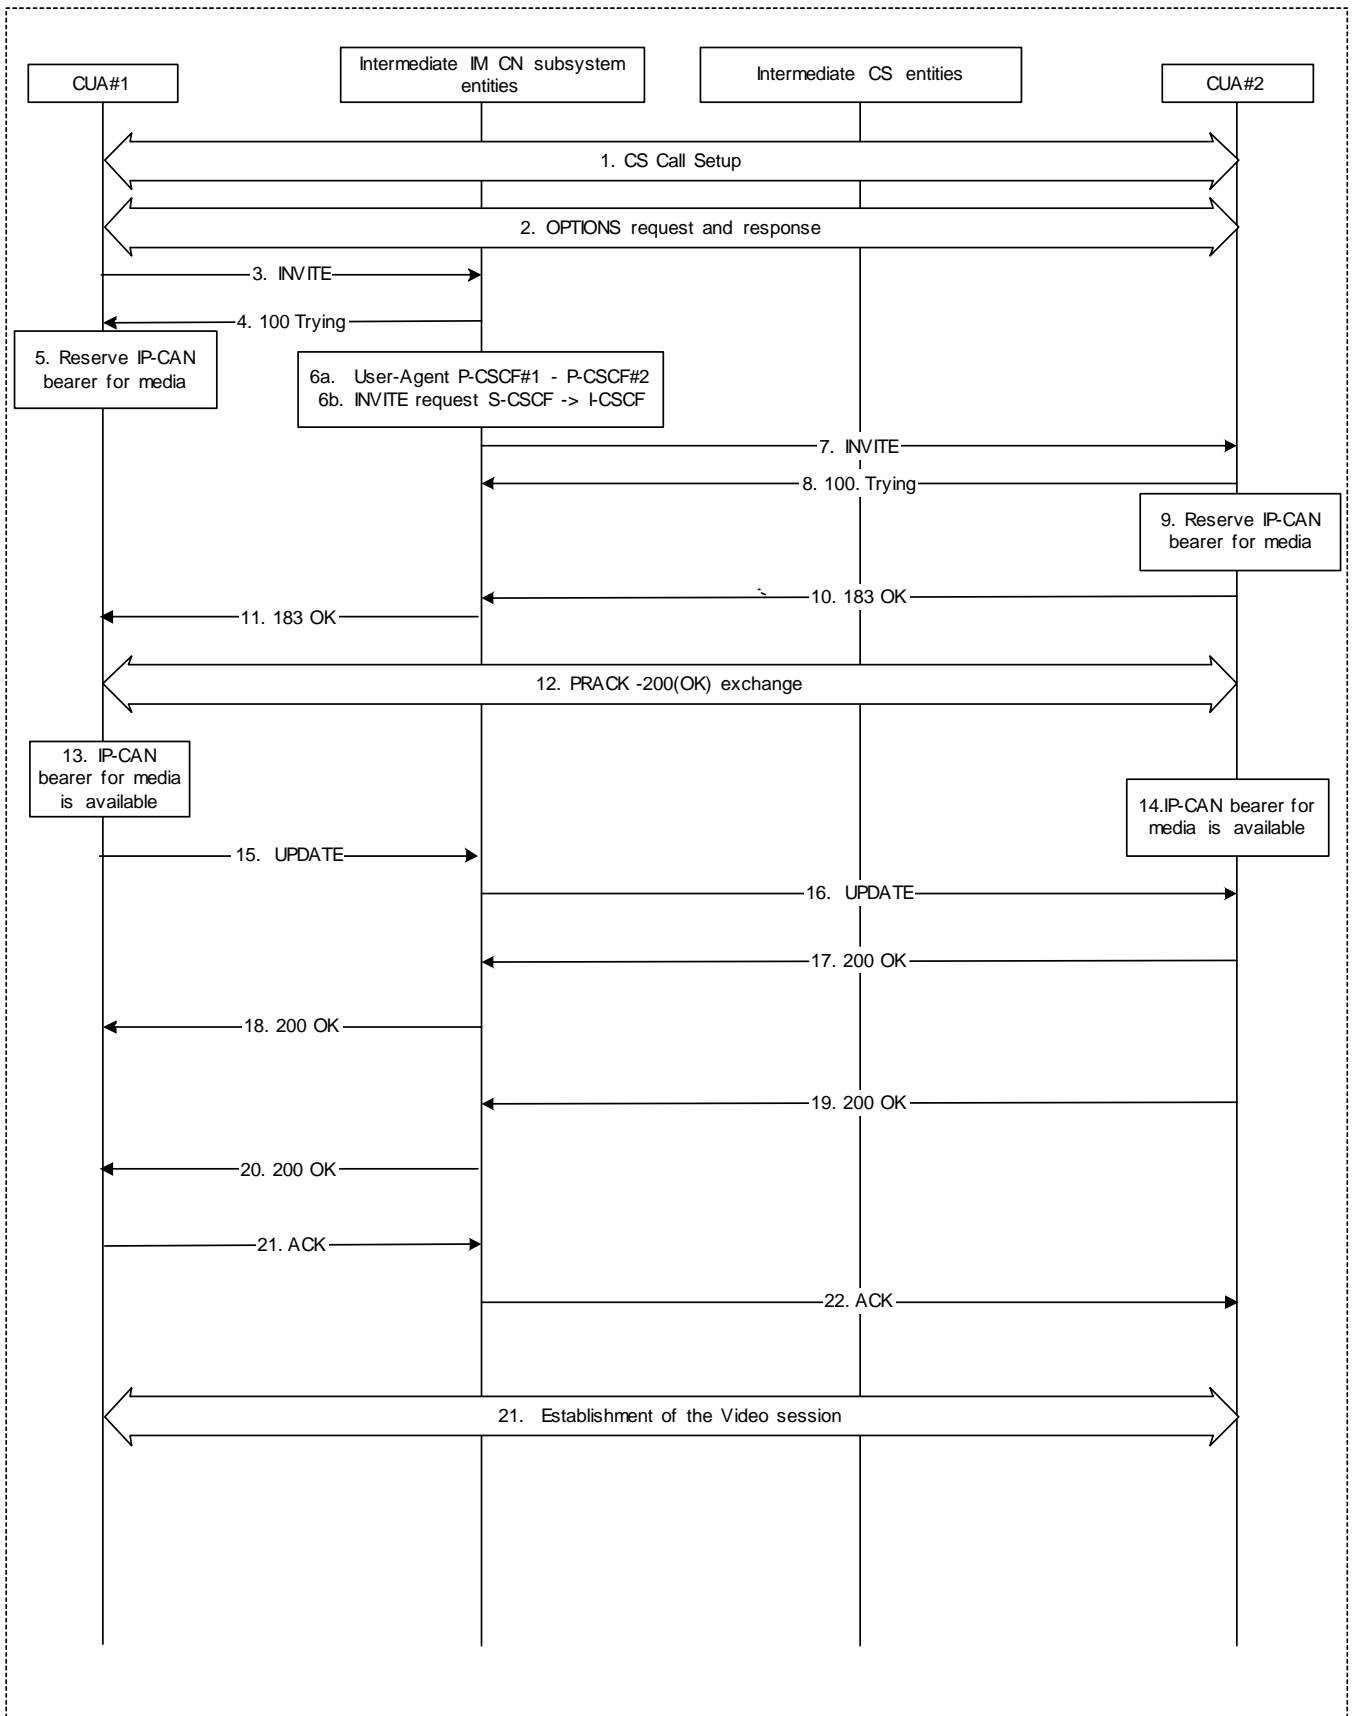 CUA#1
Intermediate IM CN subsystem
entities
Intermediate CS entities
CUA#2
1. CS Call Setup
2. OPTIONS request and response
3. INVITE
4. 100 Trying
5. Reserve IP-CAN
bearer for media
6a. User-Agent P-CSCF#1 - P-CSCF#2
6b. INVITE request S-CSCF -> I-CSCF
7. INVITE
8. 100. Trying
9. Reserve IP-CAN
bearer for media
10. 183 OK
11. 183 OK
12. PRACK -200(OK) exchange
13. IP-CAN
bearer for media
is available
14.IP-CAN bearer for
media is available
15. UPDATE
16. UPDATE
17. 200 OK
18. 200 OK
19. 200 OK
20. 200 OK
21. ACK
22. ACK
21. Establishment of the Video session